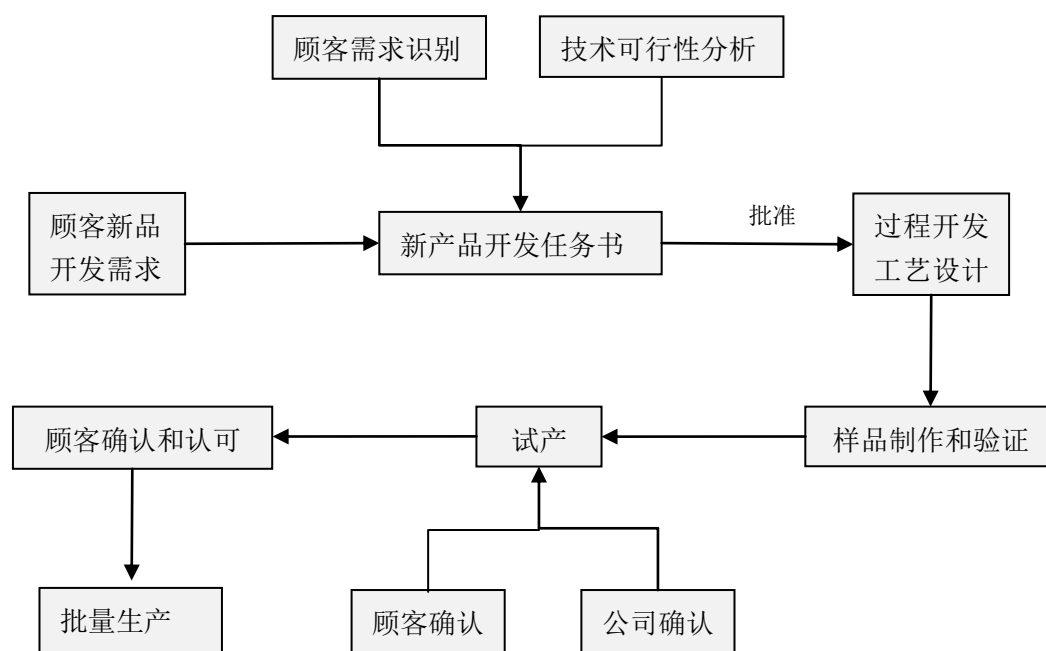 顾客需求识别
技术可行性分析
顾客新品
开发需求
新产品开发任务书
批准
过程开发
工艺设计
顾客确认和认可
试产
样品制作和验证
批量生产
顾客确认
公司确认